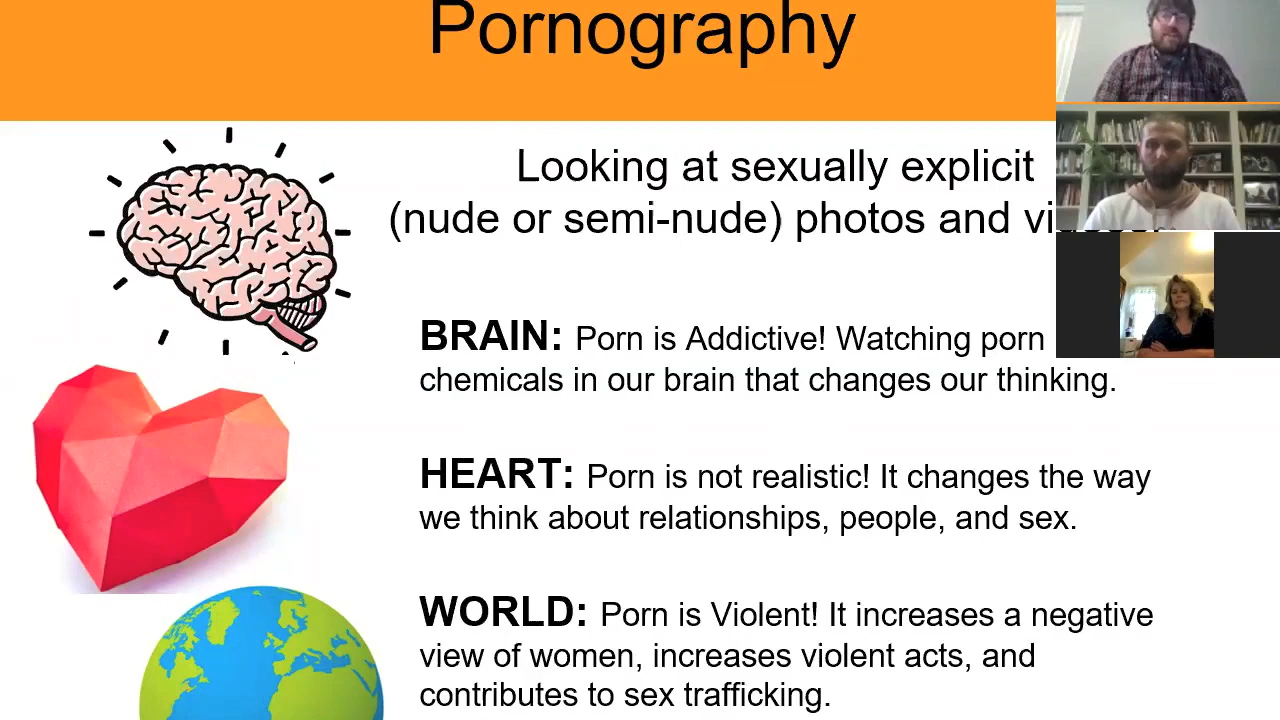 Pornography
Looking at sexually explicit
(nude or semi-nude) photos and
BRAIN: Porn is Addictive! Watching porn
chemicals in our brain that changes our thinking.
HEART: Porn is not realistic! It changes the way
we think about relationships, people, and sex.
WORLD: Porn is Violent! It increases a negative
view of women, increases violent acts, and
contributes to sex trafficking.